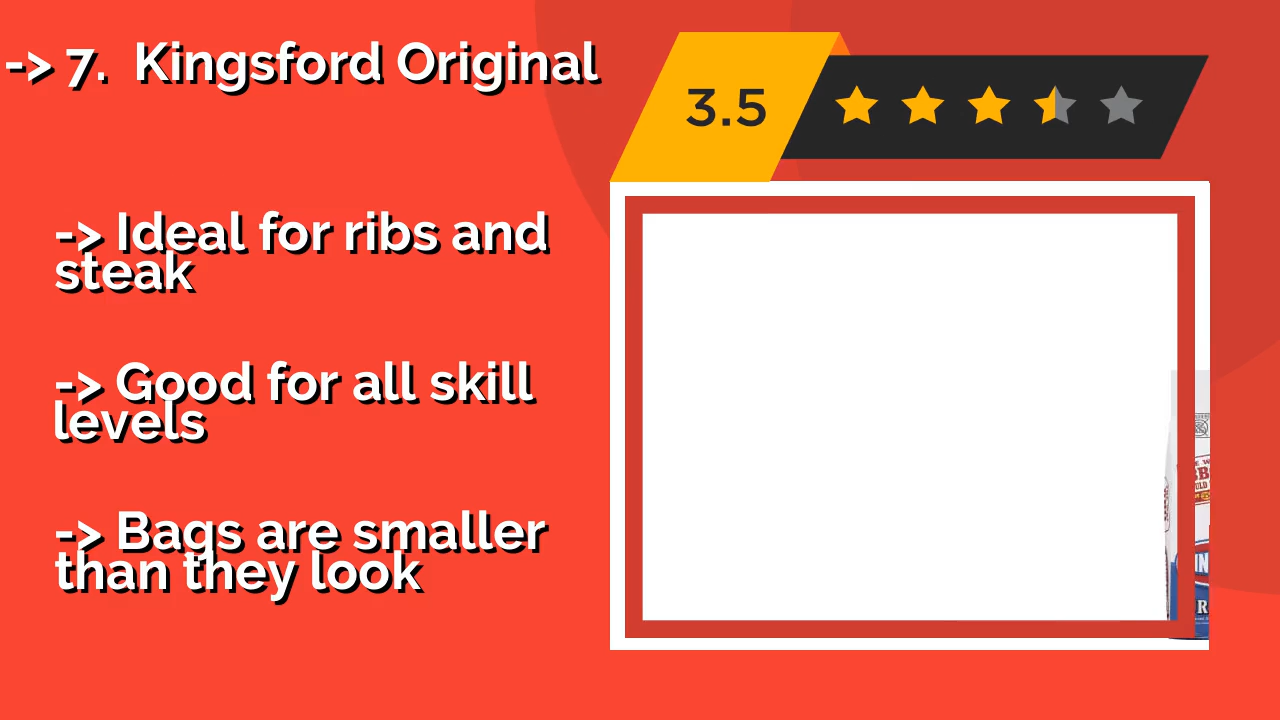 -> 7. Kingsford Original
3.5
-> Ideal for ribs and
steak
-> Good for all skill
levels
-> Bags are smaller
than they look